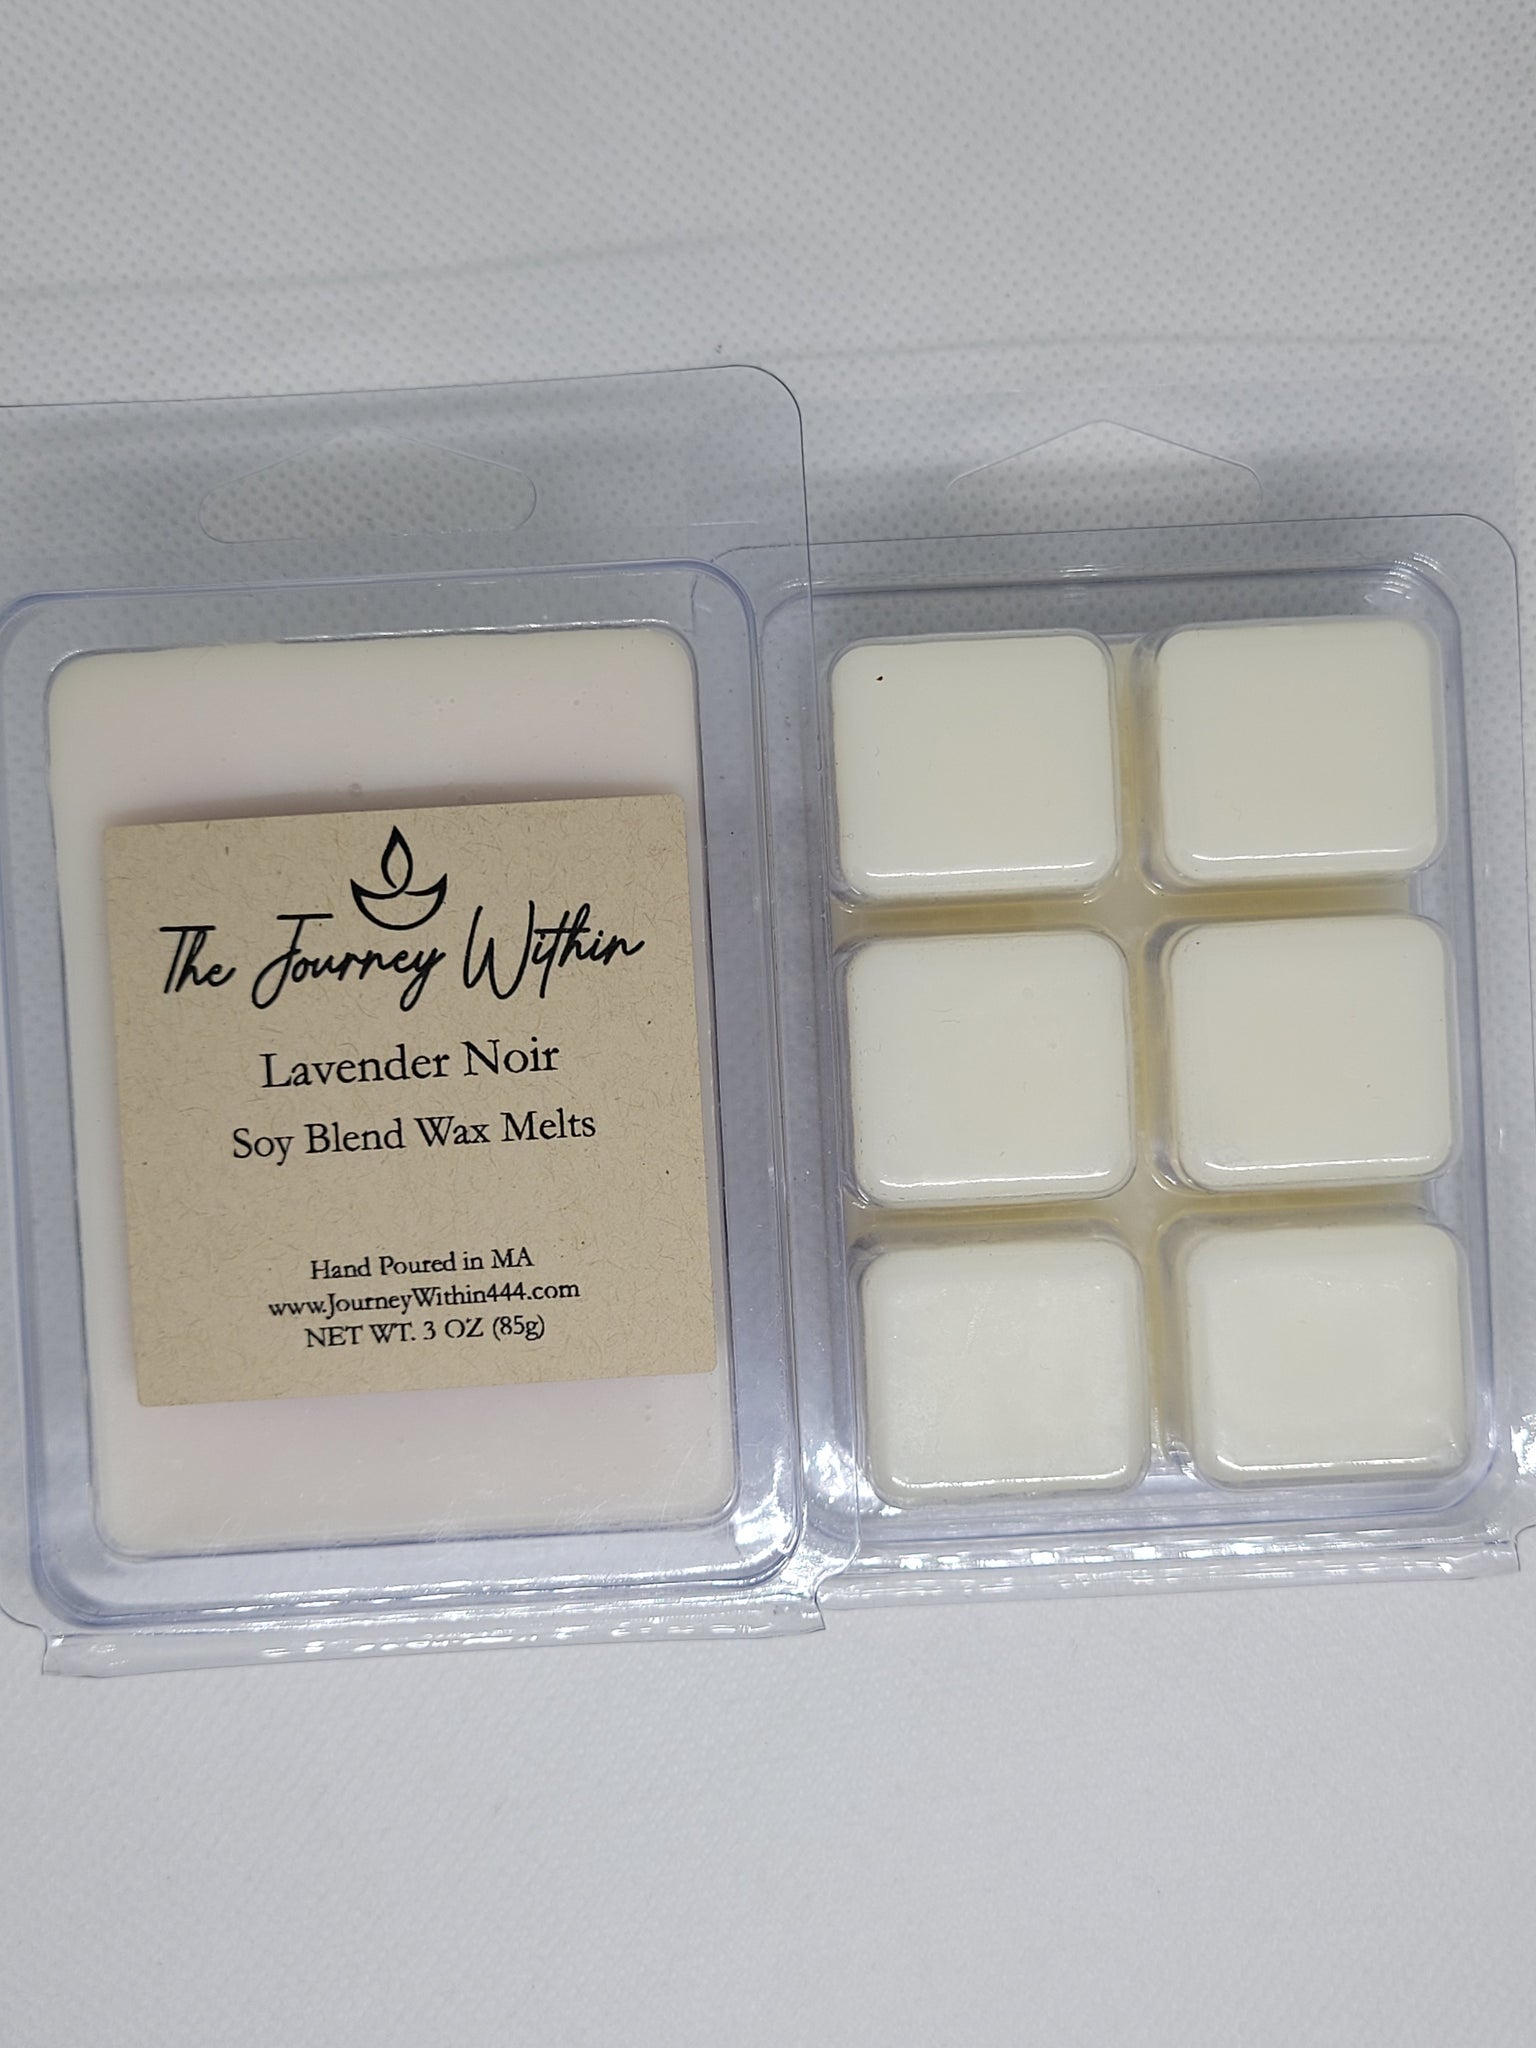 The Journey Within
Lavender Noir
Soy Blend Wax Melts
Hand Poured in MA
www.JourneyWithin444.com
NET WT. 3 OZ (85g)